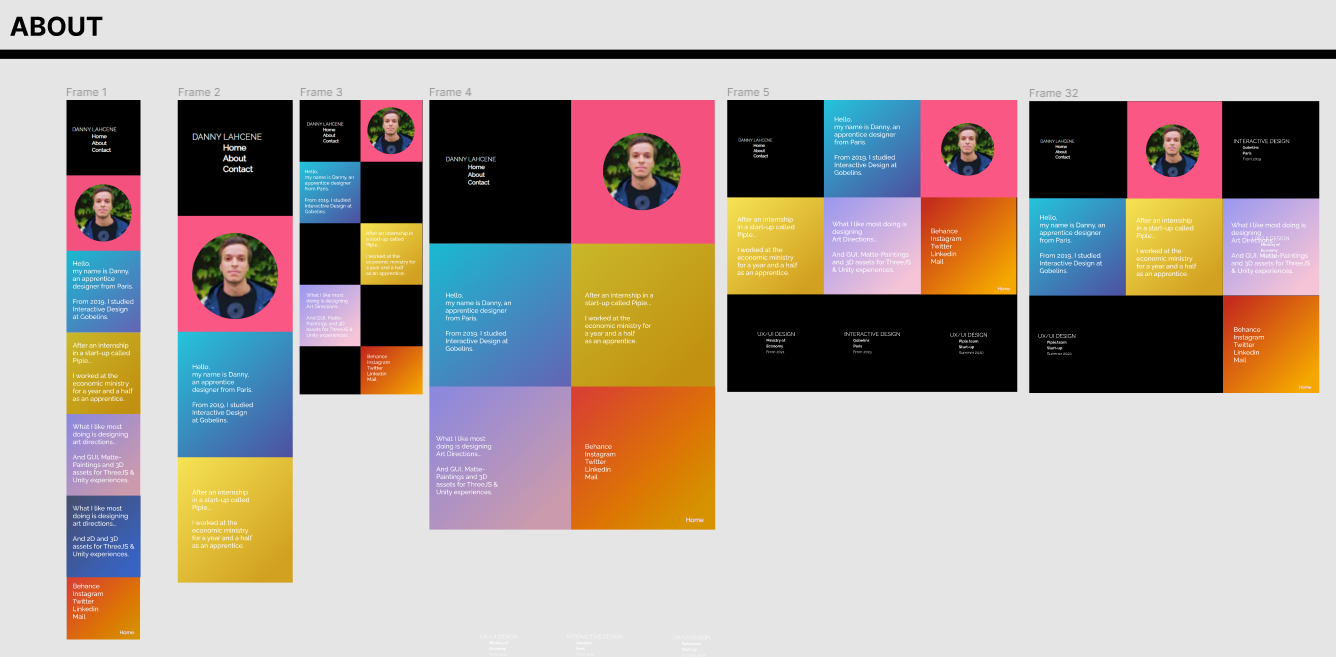 ABOUT
Frame 1
DANNY LAHCENE
Home
About
Contact
Hello,
my name is Danny,
an apprentice
designer from Paris.
From 2019, I studied
Interactive Design
at Gobelins.
After an internship
in a start-up called
Piple...
I worked at the
economic ministry
for a year and a half
as an apprentice.
What I like most
doing is designing
art directions...
And GUI, Matte-
Paintings and 3D
assets for ThreeJS &
Unity experiences.
What I like most
doing is designing
art directions...
And 2D and 3D
assets for ThreeJS &
Unity experiences.
Behance
Instagram
Twitter
Linkedin
Mail
Home
Frame 2
DANNY LAHCENE
Home
About
Contact
Hello,
my name is Danny,
an apprentice
designer from Paris.
From 2019, I studied
Interactive Design
at Gobelins.
After an internship
in a start-up called
Piple...
I worked at the
economic ministry
for a year and a half
as an apprentice.
Frame 3
DANNY LAHCENE
Home
About
Contact
Hello,
my name is Danny, an
apprentice designer
from Paris.
From 2019, I studied
Interactive Design at
Gobelins.
After an internship in
a start-up called
Piple...
I worked at the
economic ministry for
a year and a half
as an apprentice.
What I like most
doing is designing
Art Directions...
And GUI, Matte-
Paintings and 3D
assets for ThreeJS &
Unity experiences.
Behance
Instagram
Twitter
Linkedin
Mail
Frame 4
DANNY LAHCENE
Home
About
Contact
Hello,
my name is Danny, an
apprentice designer
from Paris.
From 2019, I studied
Interactive Design at
Gobelins.
After an internship in a
start-up called Piple...
I worked at the
economic ministry for
a year and a half
as an apprentice.
What I like most
doing is designing
Art Directions...
And GUI, Matte-
Paintings and 3D
assets for ThreeJS &
Unity experiences.
Behance
Instagram
Twitter
Linkedin
Mail
Home
UX/UI DESIGN
Ministry of
Economy
INTERACTIVE DESIGN
Frame 5
DANNY LAHCENE
Home
About
Contact
Hello,
my name is Danny, an
apprentice designer
from Paris.
From 2019, I studied
Interactive Design at
Gobelins.
After an internship
in a start-up called
Piple...
I worked at the
economic ministry
for a year and a half
as an apprentice.
What I like most doing is
designing
Art Directions...
And GUI, Matte-Paintings
and 3D assets for ThreeJS
& Unity experiences.
Behance
Instagram
Twitter
Linkedin
Mail
Home
UX/UI DESIGN
Ministry of
Economy
From 2019
INTERACTIVE DESIGN
Gobelins
Paris
From 2019
UX/UI DESIGN
Piple.team
Start-up
Summer 2020
Frame 32
DANNY LAHCENE
Home
About
Contact
INTERACTIVE DESIGN
Gobelins
Paris
From 2019
Hello,
my name is Danny, an
apprentice designer
from Paris.
From 2019, I studied
Interactive Design at
Gobelins.
After an internship
in a start-up called
Piple...
I worked at the
economic ministry
for a year and a half
as an apprentice.
What I like most doing is
designing
Art Directions...
And GUI, Matte-Paintings
and 3D assets for ThreeJS
& Unity experiences.
UX/UI DESIGN
Piple.team
Start-up
Summer 2020
Behance
Instagram
Twitter
Linkedin
Mail
Home